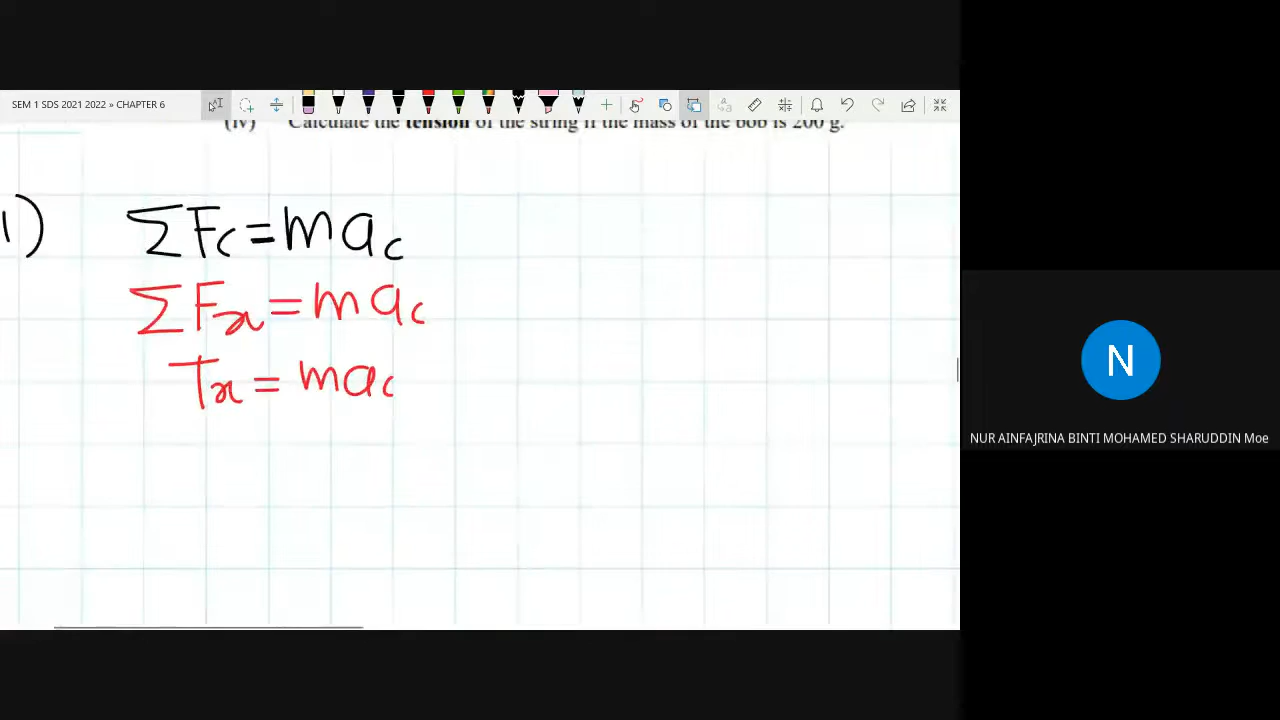 SEM 1 SDS 2021 2022 » CHAPTER 6
(iv) Calculate the tension of the string if the mass of the bob is 200 g.
1) ΣFc = mac
ΣFx = mac
Tx = mac
N
NUR AINFAJRINA BINTI MOHAMED SHARUDDIN Moe